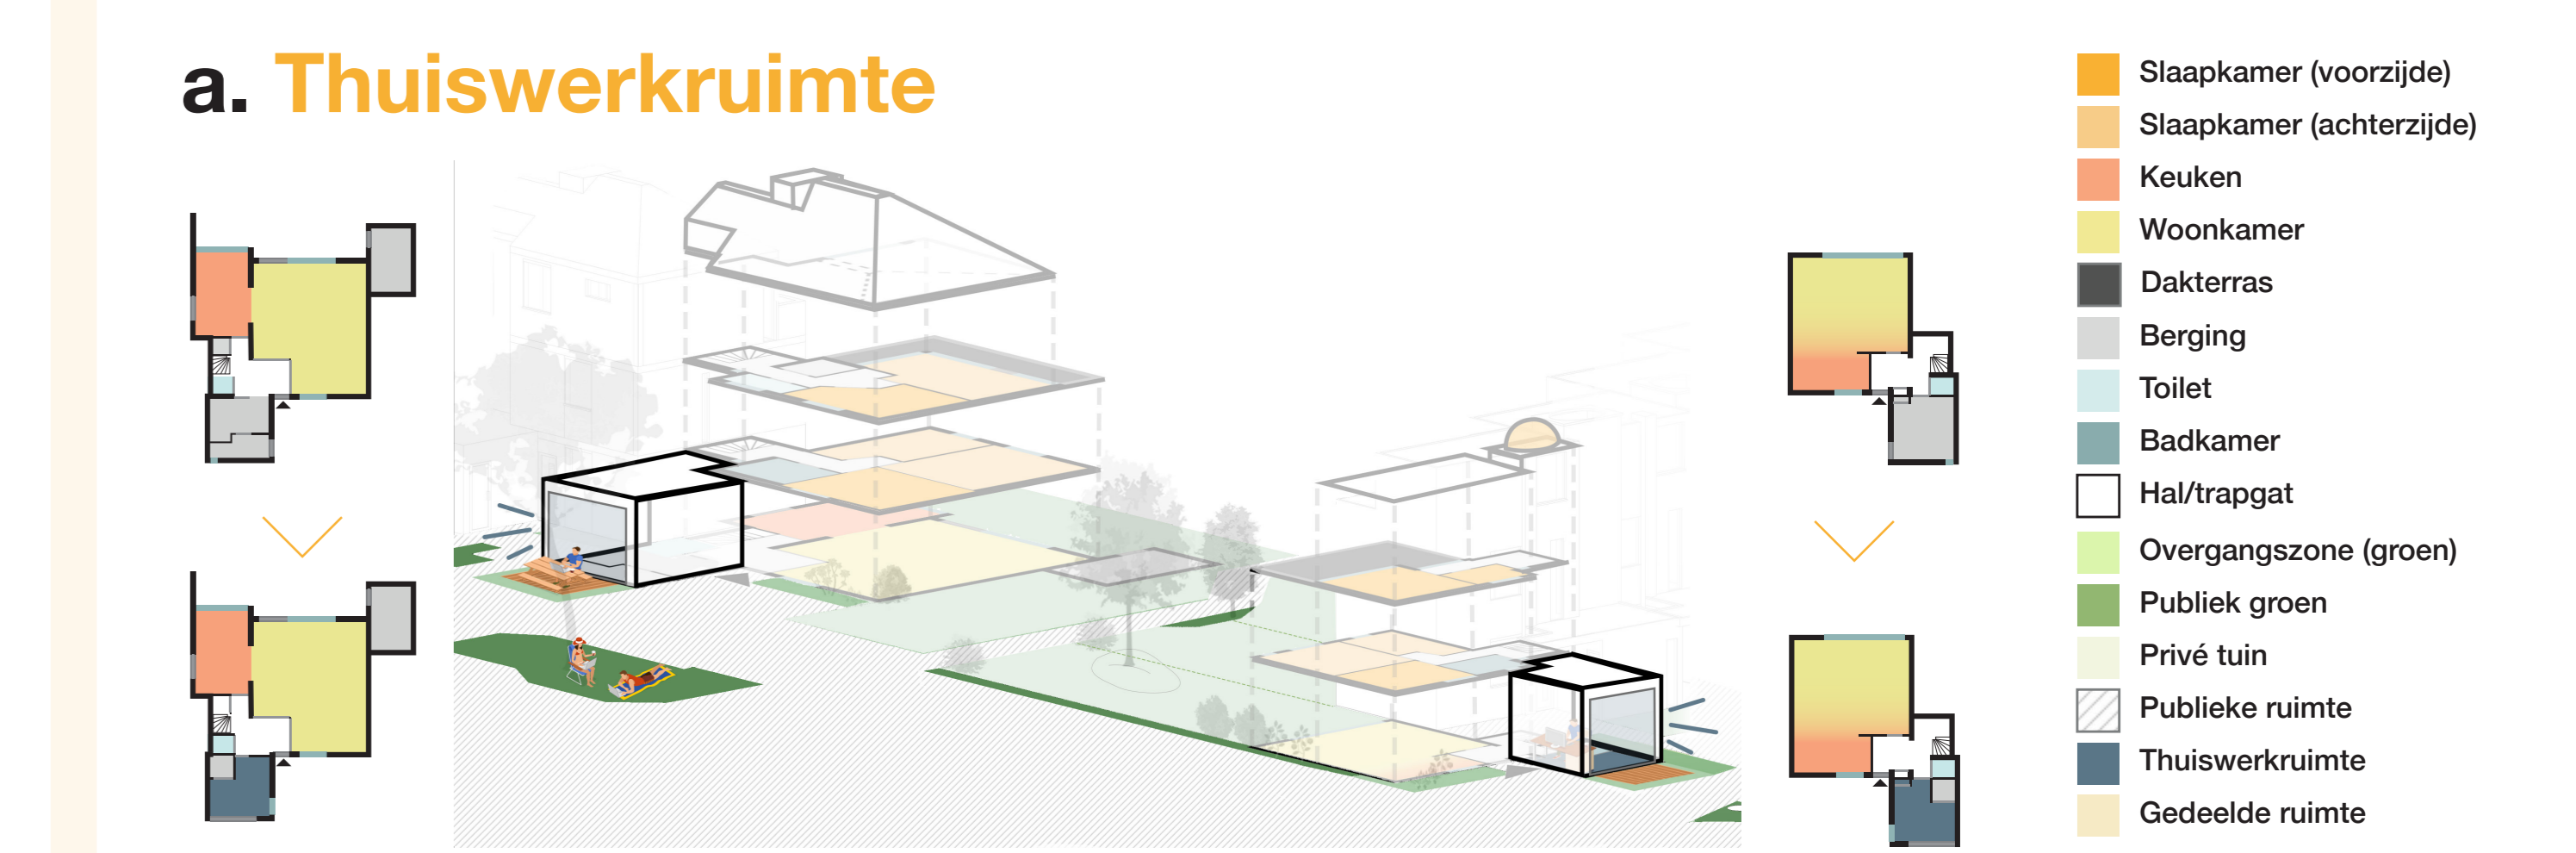 a. Thuiswerkruimte
Slaapkamer (voorzijde)
Slaapkamer (achterzijde)
Keuken
Woonkamer
Dakterras
Berging
Toilet
Badkamer
Hal/trapgat
Overgangszone (groen)
Publiek groen
Privé tuin
Publieke ruimte
Thuiswerkruimte
Gedeelde ruimte